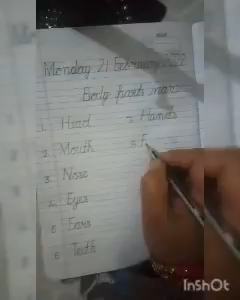 Monday 21 February 2022
Body parts name
1. Head
2. Mouth
3. Nose
4. Eyes
5. Ears
6. Teeth
7. Hands
8. F
InShOt